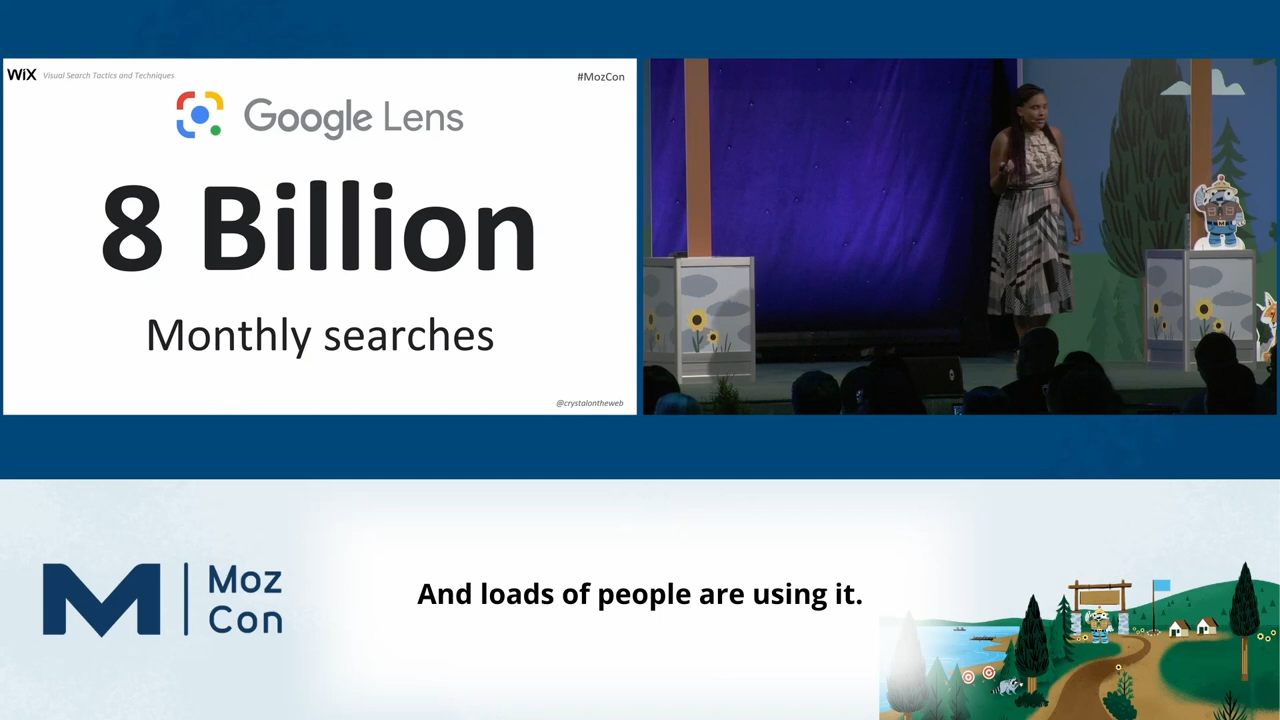 WiX Visual Search Tactics and Techniques
#MozCon
Google Lens
8 Billion
Monthly searches
@crystalontheweb
M
Moz
Con
And loads of people are using it.